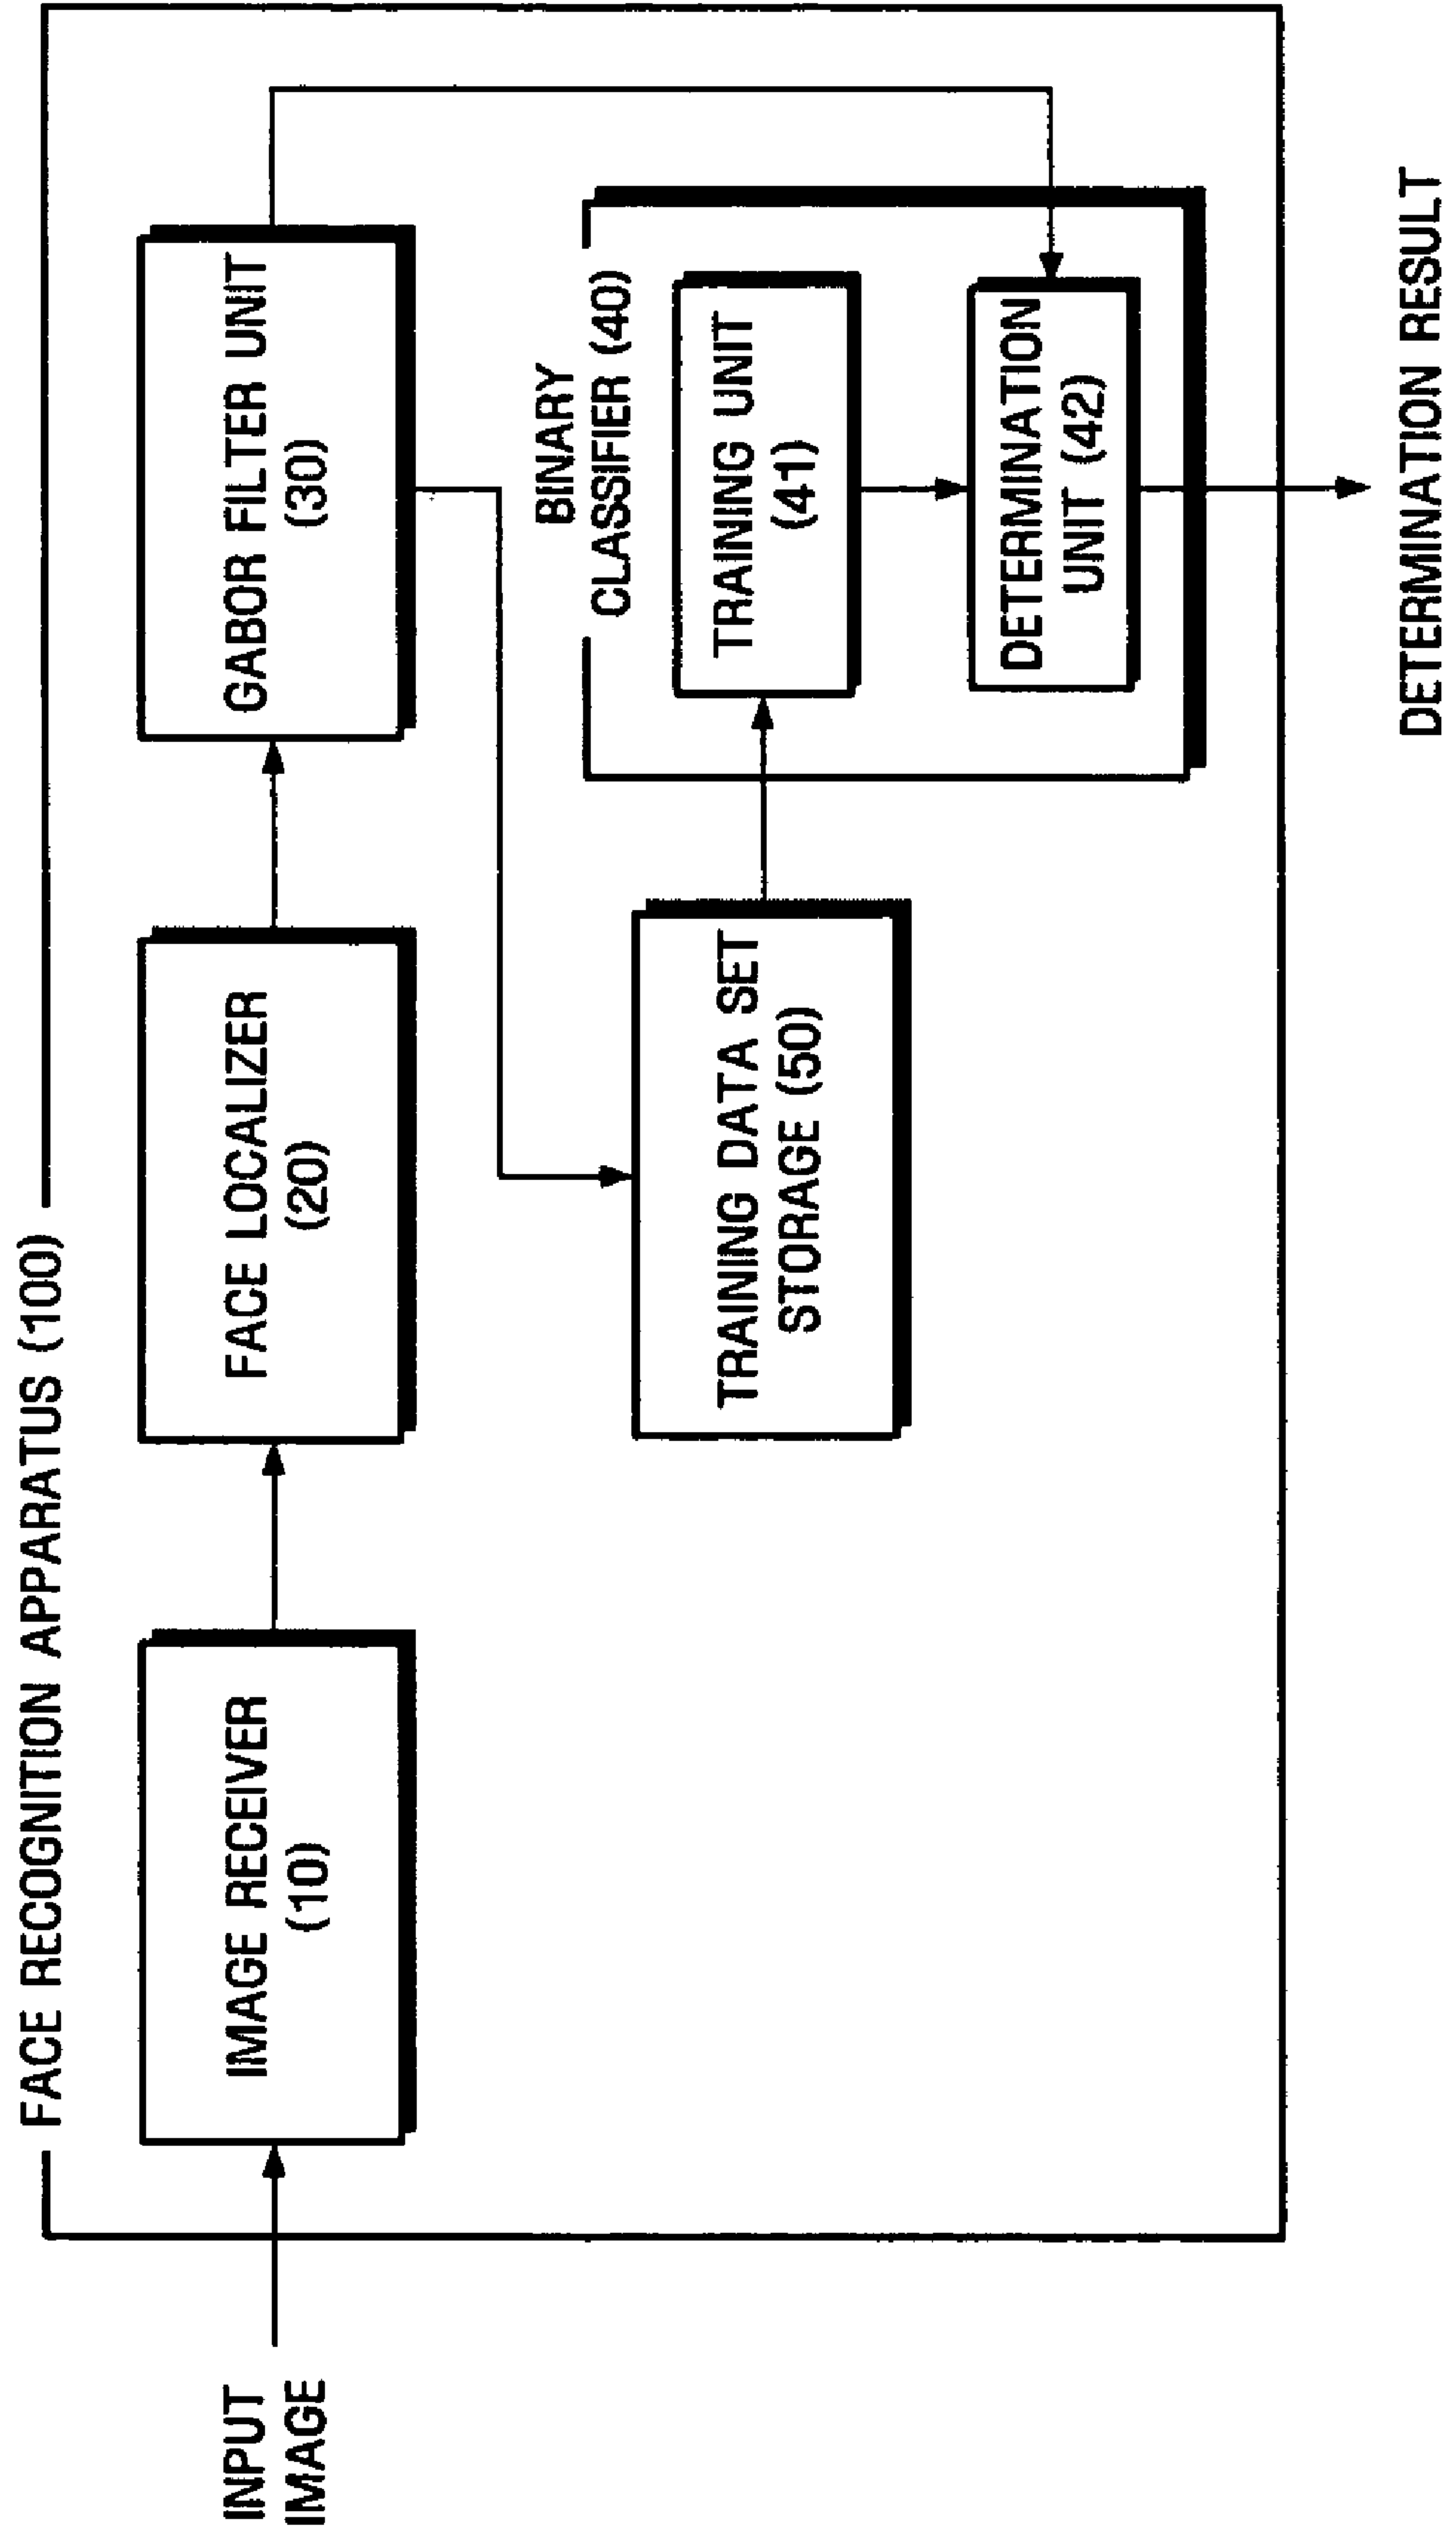 FACE RECOGNITION APPARATUS (100)
INPUT
IMAGE
IMAGE RECEIVER
(10)
FACE LOCALIZER
(20)
GABOR FILTER UNIT
(30)
BINARY
CLASSIFIER (40)
TRAINING DATA SET
STORAGE (50)
TRAINING UNIT
(41)
DETERMINATION
UNIT (42)
DETERMINATION RESULT